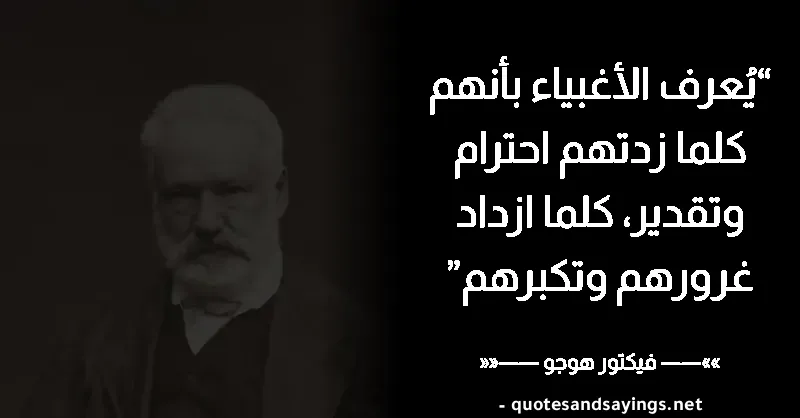 “يُعرف الأغبياء بأنهم
كلما زدتهم احترام
وتقدير، كلما ازداد
غرورهم وتكبرهم”
»»—— فيكتور هوجو ——««
- quotesandsayings.net